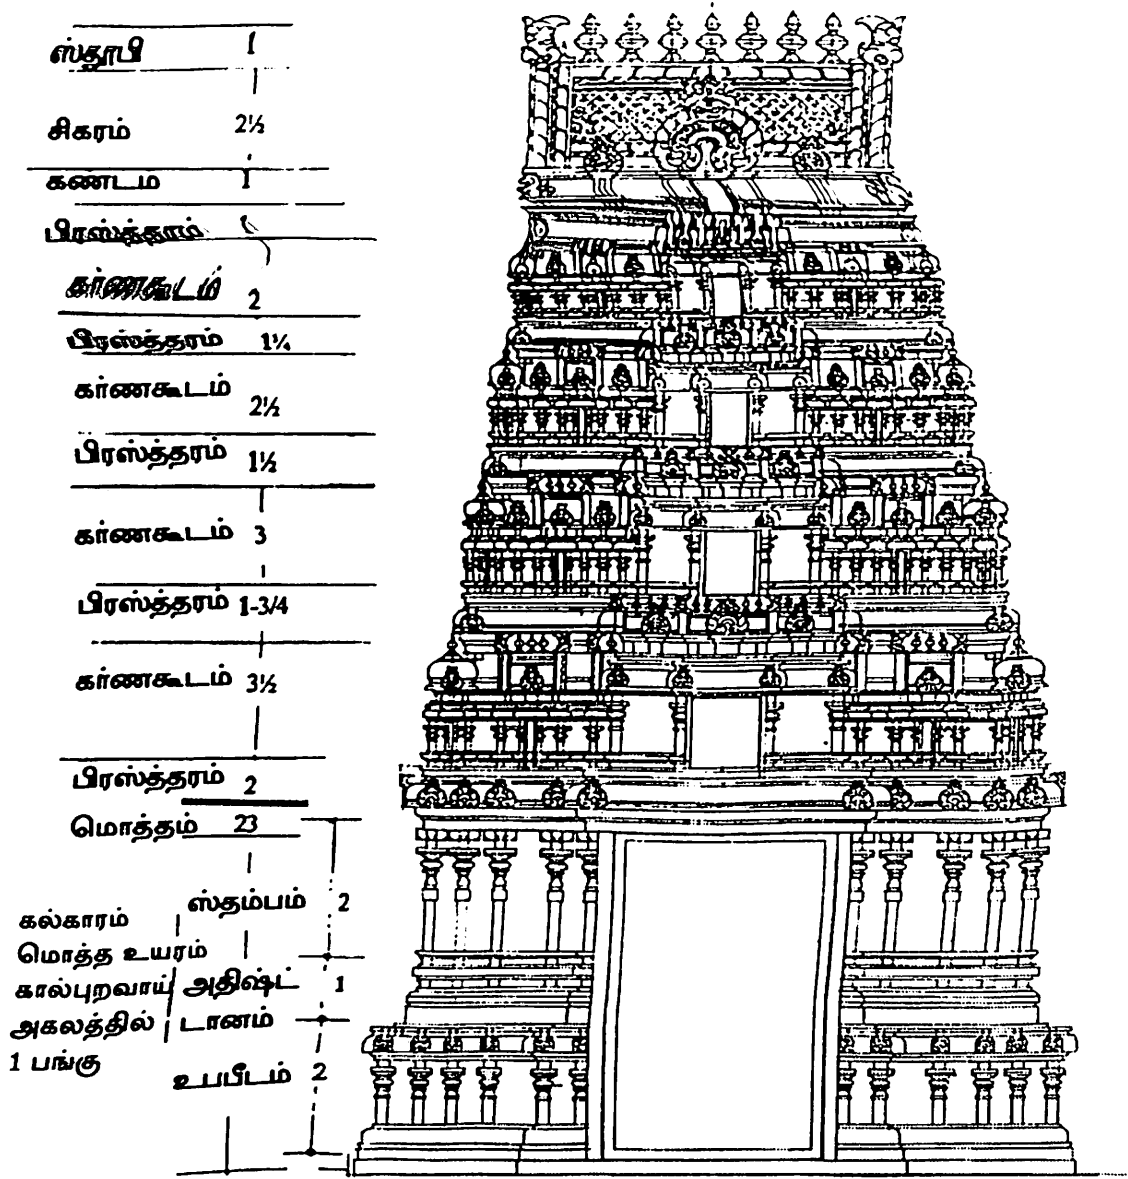 ஸ்தூபி 1
சிகரம் 2½
கண்டம் 1
பிரஸ்த்தரம் 1
கர்ணகூடம் 2
பிரஸ்த்தரம் 1¼
கர்ணகூடம் 2½
பிரஸ்த்தரம் 1½
கர்ணகூடம் 3
பிரஸ்த்தரம் 1-3/4
கர்ணகூடம் 3½
பிரஸ்த்தரம் 2
மொத்தம் 23
ஸ்தம்பம் 2
கல்காரம்
மொத்த உயரம்
கால்புறவாய்
அகலத்தில்
1 பங்கு
அதிஷ்ட் 1
டானம்
உபபீடம் 2